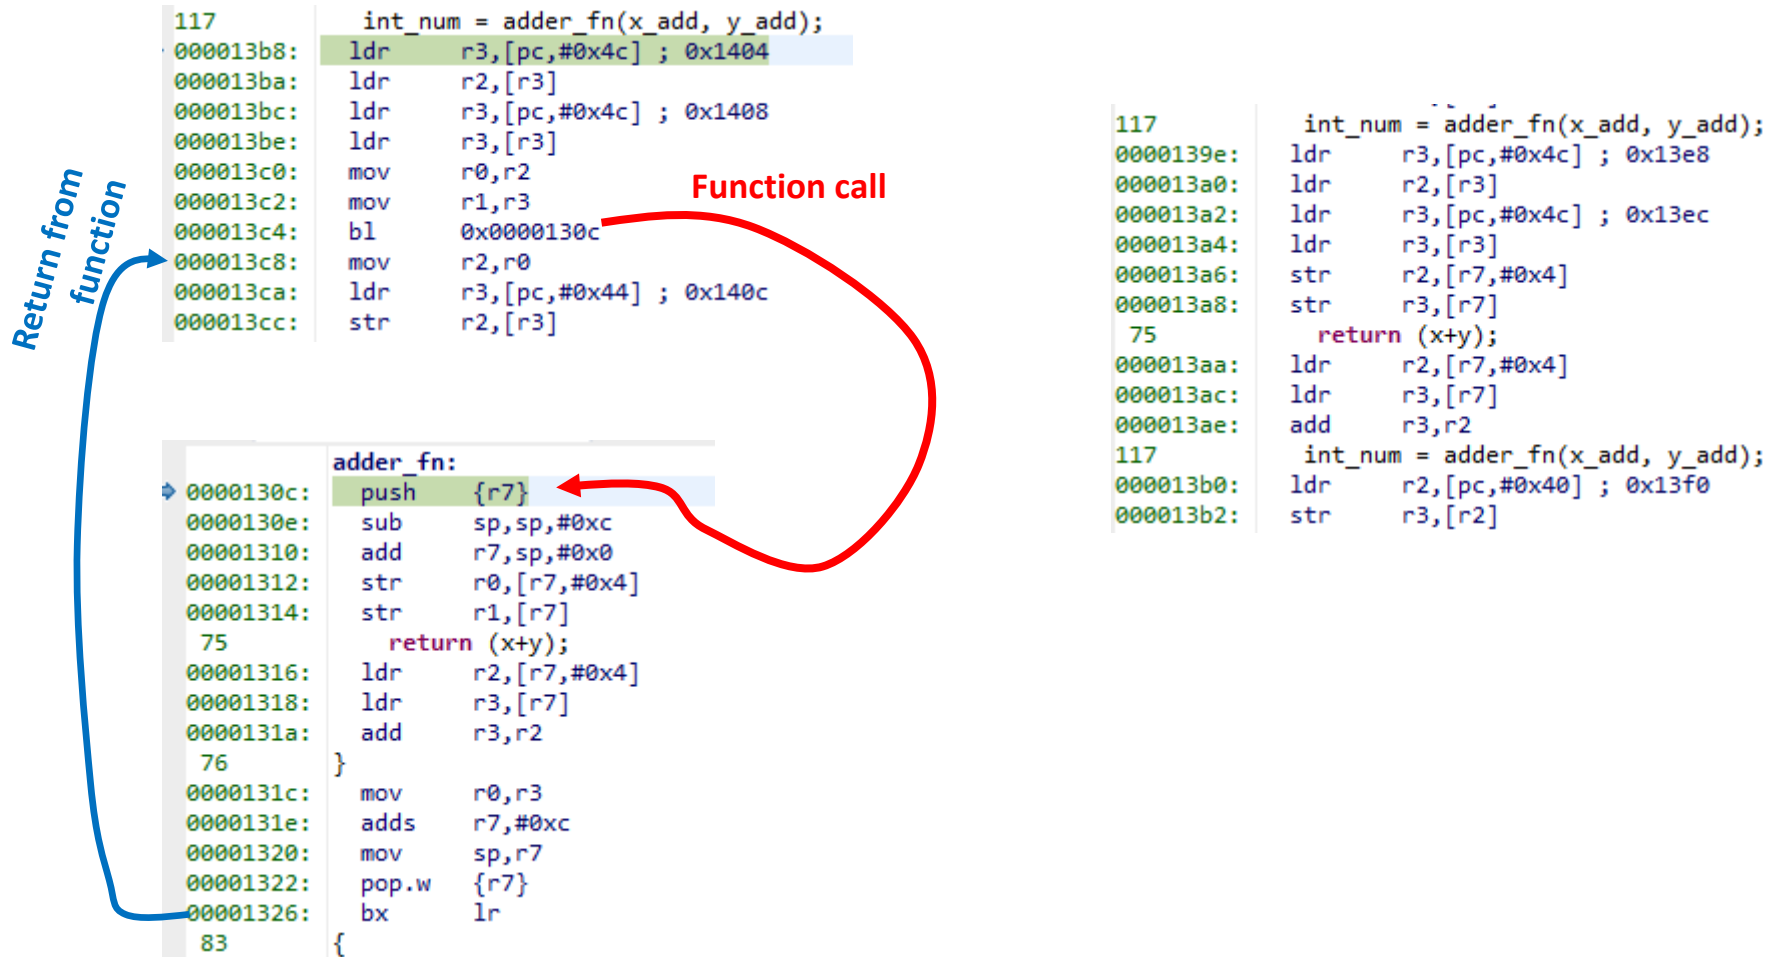 117 int_num = adder_fn(x_add, y_add);
000013b8: ldr r3,[pc,#0x4c] ; 0x1404
000013ba: ldr r2,[r3]
000013bc: ldr r3,[pc,#0x4c] ; 0x1408
000013be: ldr r3,[r3]
000013c0: mov r0,r2
000013c2: mov r1,r3
000013c4: bl 0x0000130c
000013c8: mov r2,r0
000013ca: ldr r3,[pc,#0x44] ; 0x140c
000013cc: str r2,[r3]
Function call
Return from
function
adder_fn:
0000130c: push {r7}
0000130e: sub sp,sp,#0xc
00001310: add r7,sp,#0x0
00001312: str r0,[r7,#0x4]
00001314: str r1,[r7]
75 return (x+y);
00001316: ldr r2,[r7,#0x4]
00001318: ldr r3,[r7]
0000131a: add r3,r2
76 }
0000131c: mov r0,r3
0000131e: adds r7,#0xc
00001320: mov sp,r7
00001322: pop.w {r7}
00001326: bx lr
83 {
117 int_num = adder_fn(x_add, y_add);
0000139e: ldr r3,[pc,#0x4c] ; 0x13e8
000013a0: ldr r2,[r3]
000013a2: ldr r3,[pc,#0x4c] ; 0x13ec
000013a4: ldr r3,[r3]
000013a6: str r2,[r7,#0x4]
000013a8: str r3,[r7]
75 return (x+y);
000013aa: ldr r2,[r7,#0x4]
000013ac: ldr r3,[r7]
000013ae: add r3,r2
117 int_num = adder_fn(x_add, y_add);
000013b0: ldr r2,[pc,#0x40] ; 0x13f0
000013b2: str r3,[r2]